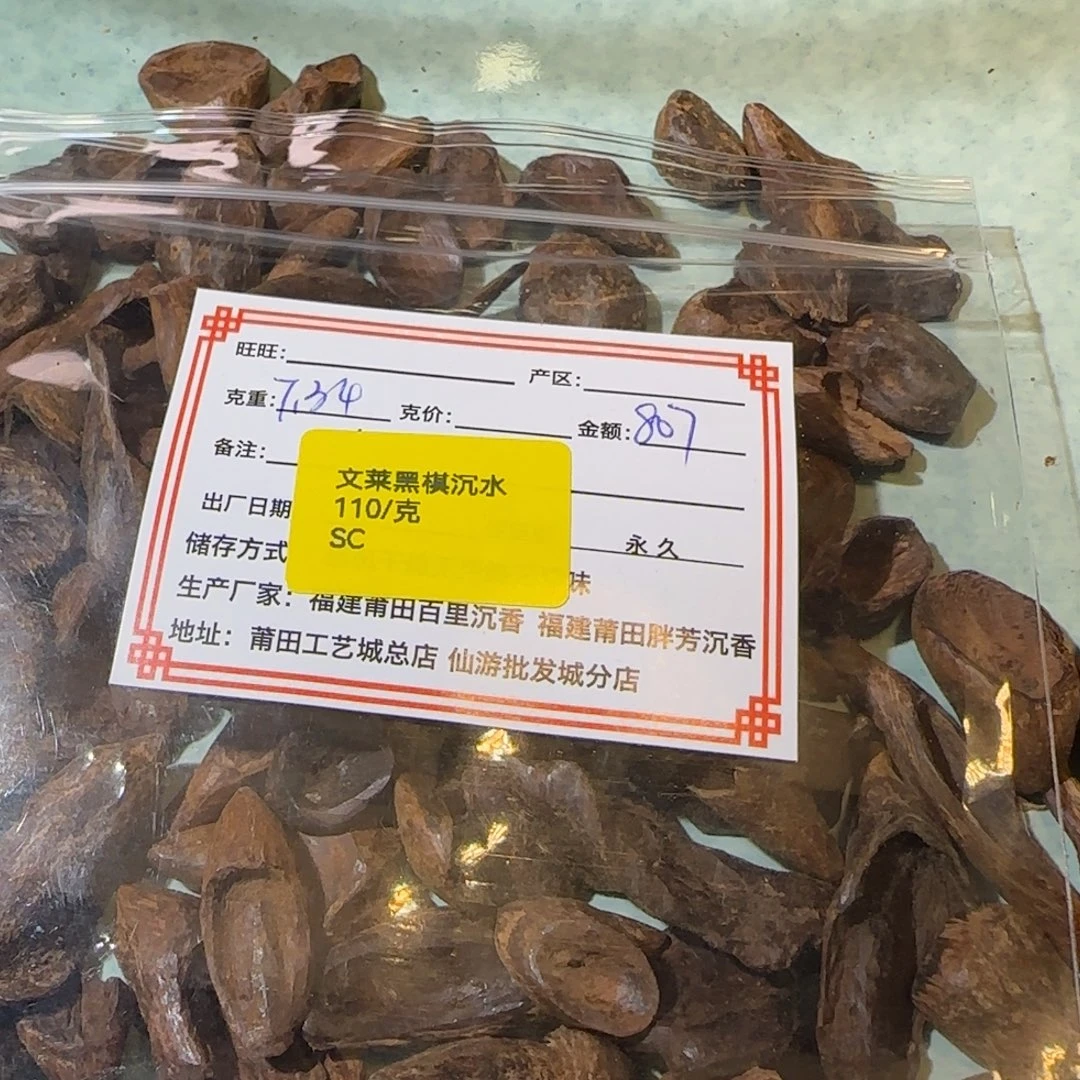 旺旺:
产区:
克重:7.34
克价:
金额:807
备注:
文莱黑棋沉水
110/克
SC
出厂日期
永久
储存方式
味
生产厂家：福建莆田百里沉香 福建莆田胖芳沉香
地址：莆田工艺城总店 仙游批发城分店